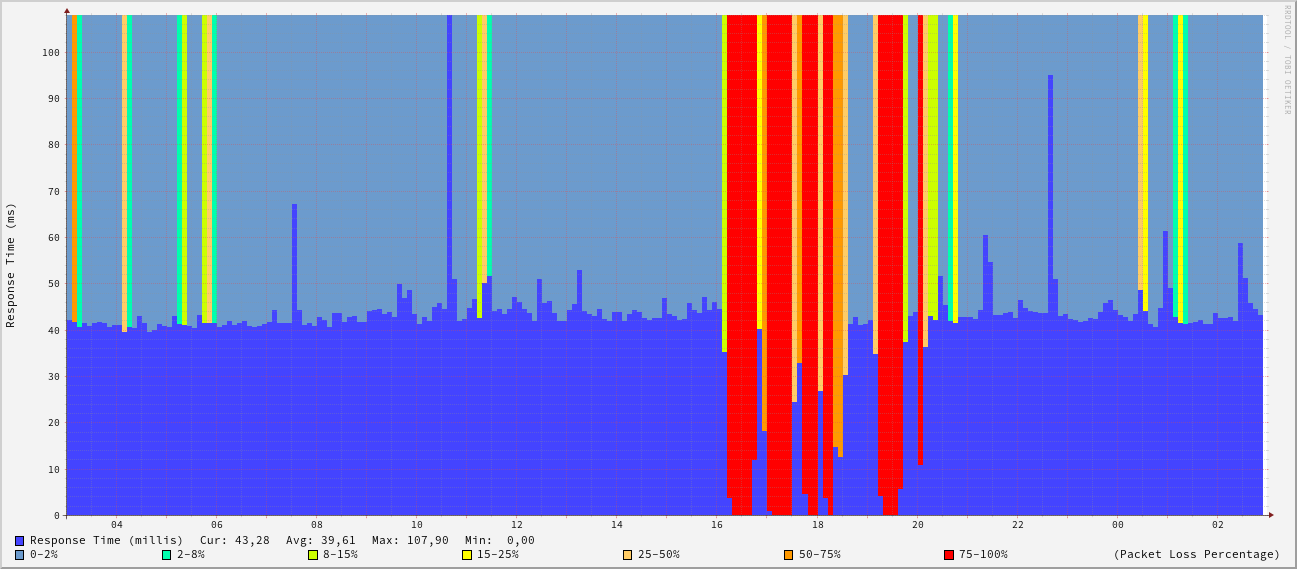 RRDTOOL / TOBI OETIKER
Response Time (ms)
100
90
80
70
60
50
40
30
20
10
0
04 06 08 10 12 14 16 18 20 22 00 02
Response Time (millis) Cur: 43,28 Avg: 39,61 Max: 107,90 Min: 0,00
0-2% 2-8% 8-15% 15-25% 25-50% 50-75% 75-100% (Packet Loss Percentage)